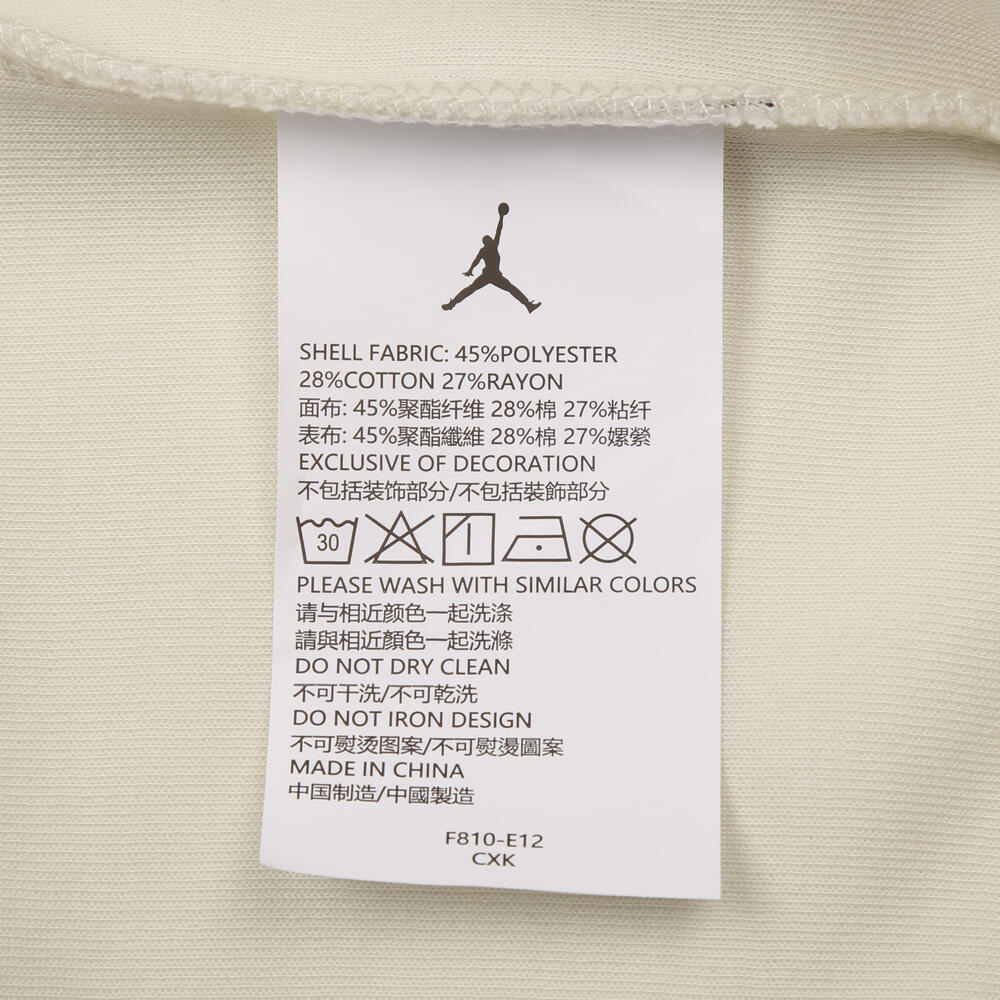 SHELL FABRIC: 45%POLYESTER
28%COTTON 27%RAYON
面布: 45%聚酯纤维 28%棉 27%粘纤
表布: 45%聚酯纖維 28%棉 27%嫘縈
EXCLUSIVE OF DECORATION
不包括装饰部分/不包括裝飾部分
30
PLEASE WASH WITH SIMILAR COLORS
请与相近颜色一起洗涤
請與相近顏色一起洗滌
DO NOT DRY CLEAN
不可干洗/不可乾洗
DO NOT IRON DESIGN
不可熨烫图案/不可熨燙圖案
MADE IN CHINA
中国制造/中國製造
F810-E12
CXK